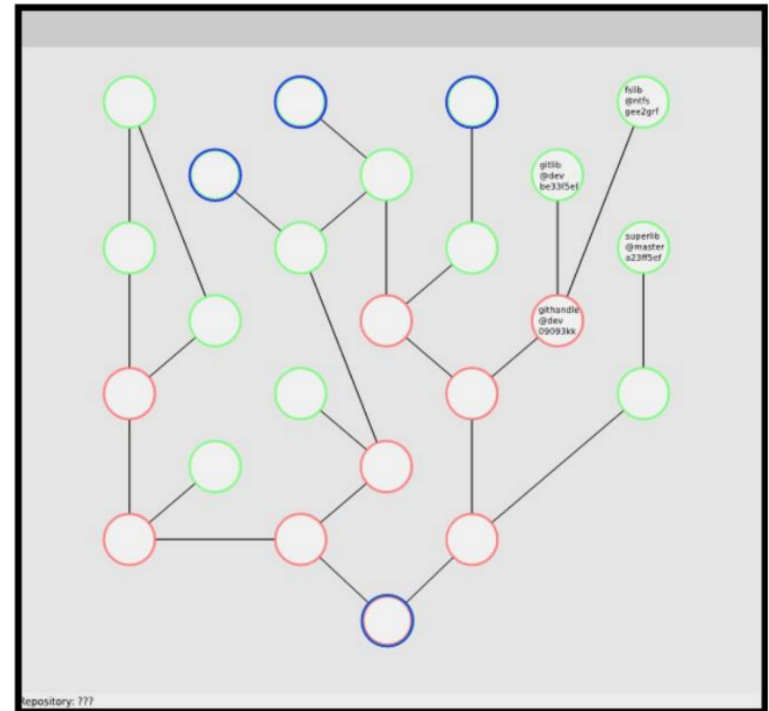 fslib
@ntfs
gee2grf
gitlib
@dev
be33f5ef
superlib
@master
a23ff5ef
githandle
@dev
09093kk
Repository: ???